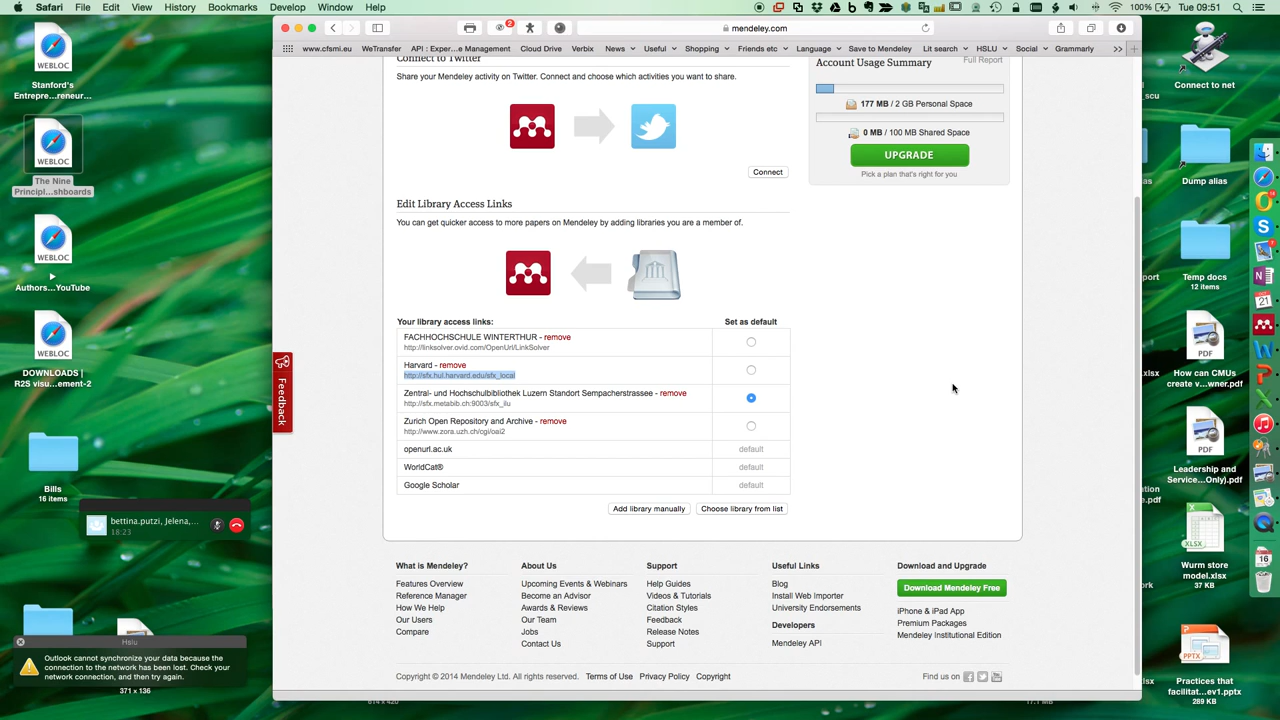 Safari File Edit View History Bookmarks Develop Window Help
100%
mendeley.com
2
www.cfsmi.eu WeTransfer API : Exper...e Management Cloud Drive Verbix News Useful Shopping Friends etc Language Save to Mendeley Lit search HSLU Social Grammarly
Connect to Twitter
Share your Mendeley activity on Twitter. Connect and choose which activities you want to share.
Connect
Edit Library Access Links
You can get quicker access to more papers on Mendeley by adding libraries you are a member of.
Your library access links: Set as default
FACHHOCHSCHULE WINTERTHUR - remove
http://linksolver.ovid.com/OpenUrl/LinkSolver
Harvard - remove
http://sfx.hul.harvard.edu/sfx_local
Zentral- und Hochschulbibliothek Luzern Standort Sempacherstrassee - remove
http://sfx.metabib.ch:9003/sfx_ilu
Zurich Open Repository and Archive - remove
http://www.zora.uzh.ch/cgi/oai2
openurl.ac.uk default
WorldCat® default
Google Scholar default
Add library manually Choose library from list
Account Usage Summary
Full Report
177 MB / 2 GB Personal Space
0 MB / 100 MB Shared Space
UPGRADE
Pick a plan that's right for you
Feedback
What is Mendeley?
Features Overview
Reference Manager
How We Help
Our Users
Compare
About Us
Upcoming Events & Webinars
Become an Advisor
Awards & Reviews
Our Team
Jobs
Contact Us
Support
Help Guides
Videos & Tutorials
Citation Styles
Feedback
Release Notes
Support
Useful Links
Blog
Install Web Importer
University Endorsements
Developers
Mendeley API
Download and Upgrade
Download Mendeley Free
iPhone & iPad App
Premium Packages
Mendeley Institutional Edition
Copyright © 2014 Mendeley Ltd. All rights reserved. Terms of Use Privacy Policy Copyright
Find us on
WEBLOC
Stanford's
Entrepre...reneur...
WEBLOC
The Nine
Principl...shboards
WEBLOC
Authors...YouTube
WEBLOC
DOWNLOADS |
R2S visuali...ement-2
Bills
16 items
bettina.putzi, Jelena,...
18:23
Hslu
Outlook cannot synchronize your data because the
connection to the network has been lost. Check your
network connection, and then try again.
371 x 136
614 x 420
17.1 MB
Connect to net
Dump alias
Temp docs
12 items
PDF
How can CMUs
create v...wner.pdf
PDF
Leadership and
Service...Only).pdf
XLSX
Wurm store
model.xlsx
37 KB
PPTX
Practices that
facilitat...ev1.pptx
289 KB
21
16